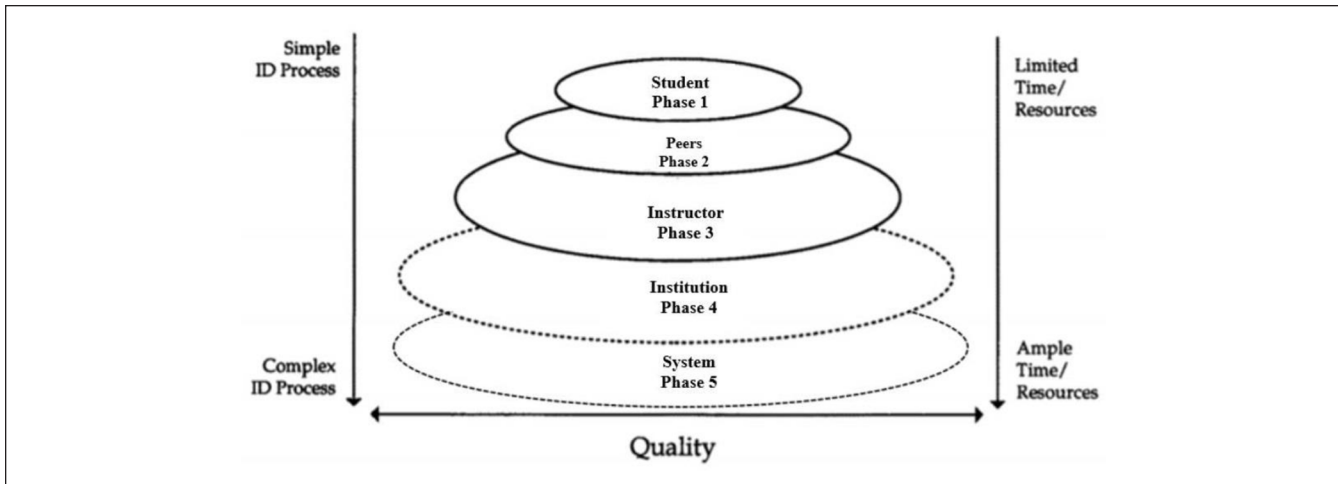 Simple
ID Process
Limited
Time/
Resources
Student
Phase 1
Peers
Phase 2
Instructor
Phase 3
Institution
Phase 4
System
Phase 5
Complex
ID Process
Ample
Time/
Resources
Quality